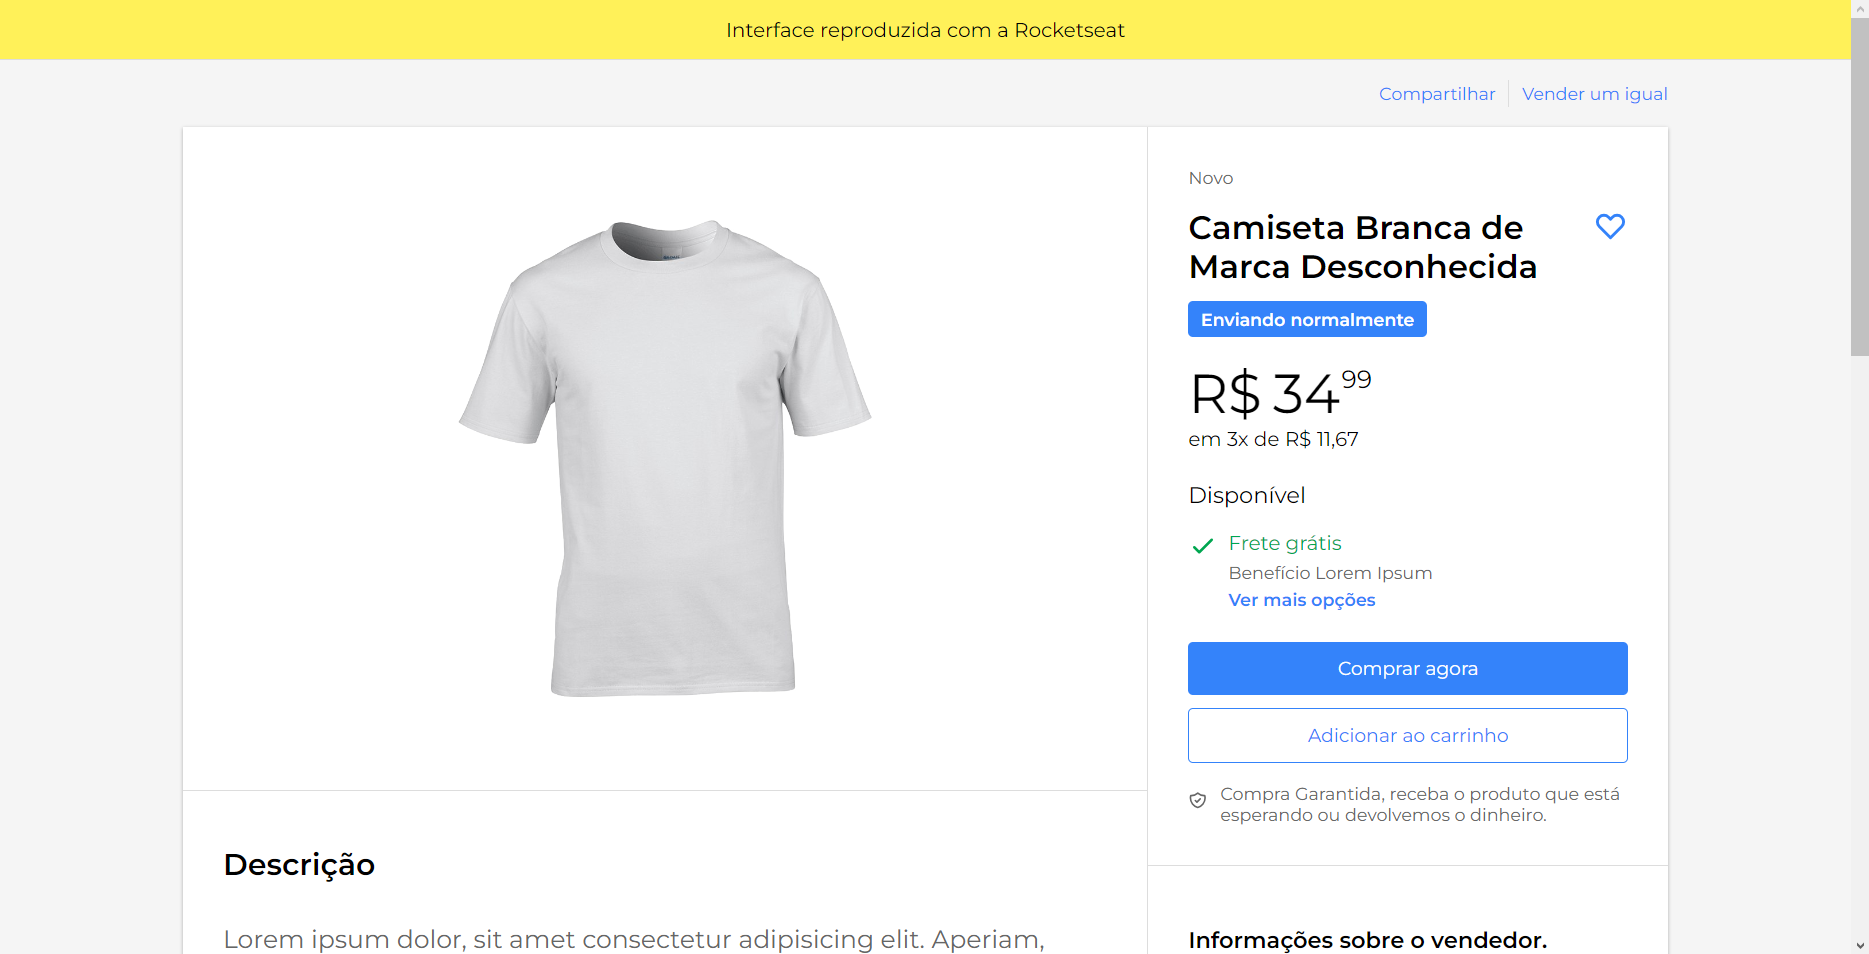 Interface reproduzida com a Rocketseat
Compartilhar
Vender um igual
Novo
Camiseta Branca de
Marca Desconhecida
Enviando normalmente
R$ 34 99
em 3x de R$ 11,67
Disponível
Frete grátis
Benefício Lorem Ipsum
Ver mais opções
Comprar agora
Adicionar ao carrinho
Compra Garantida, receba o produto que está
esperando ou devolvemos o dinheiro.
Descrição
Lorem ipsum dolor, sit amet consectetur adipisicing elit. Aperiam,
Informações sobre o vendedor.